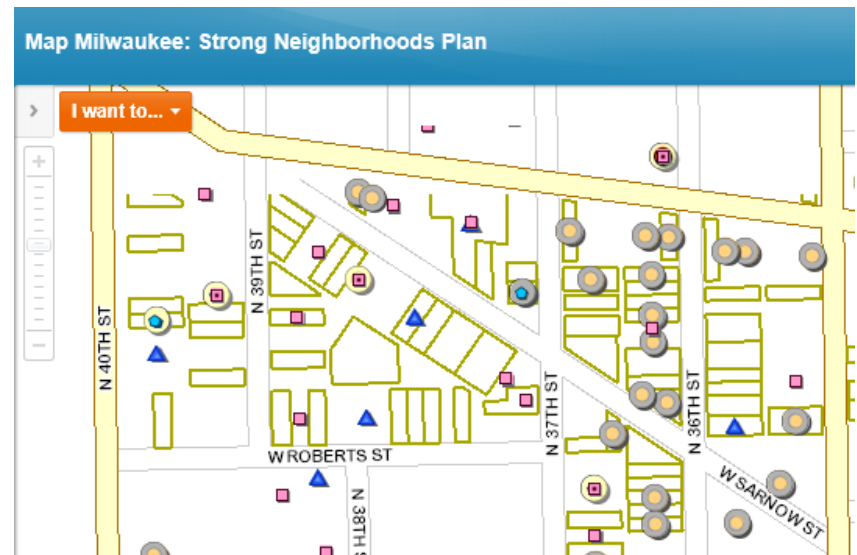 Map Milwaukee: Strong Neighborhoods Plan
I want to...
N 40TH ST
N 39TH ST
N 37TH ST
N 36TH ST
W ROBERTS ST
N 38TH S
W SARNOW ST